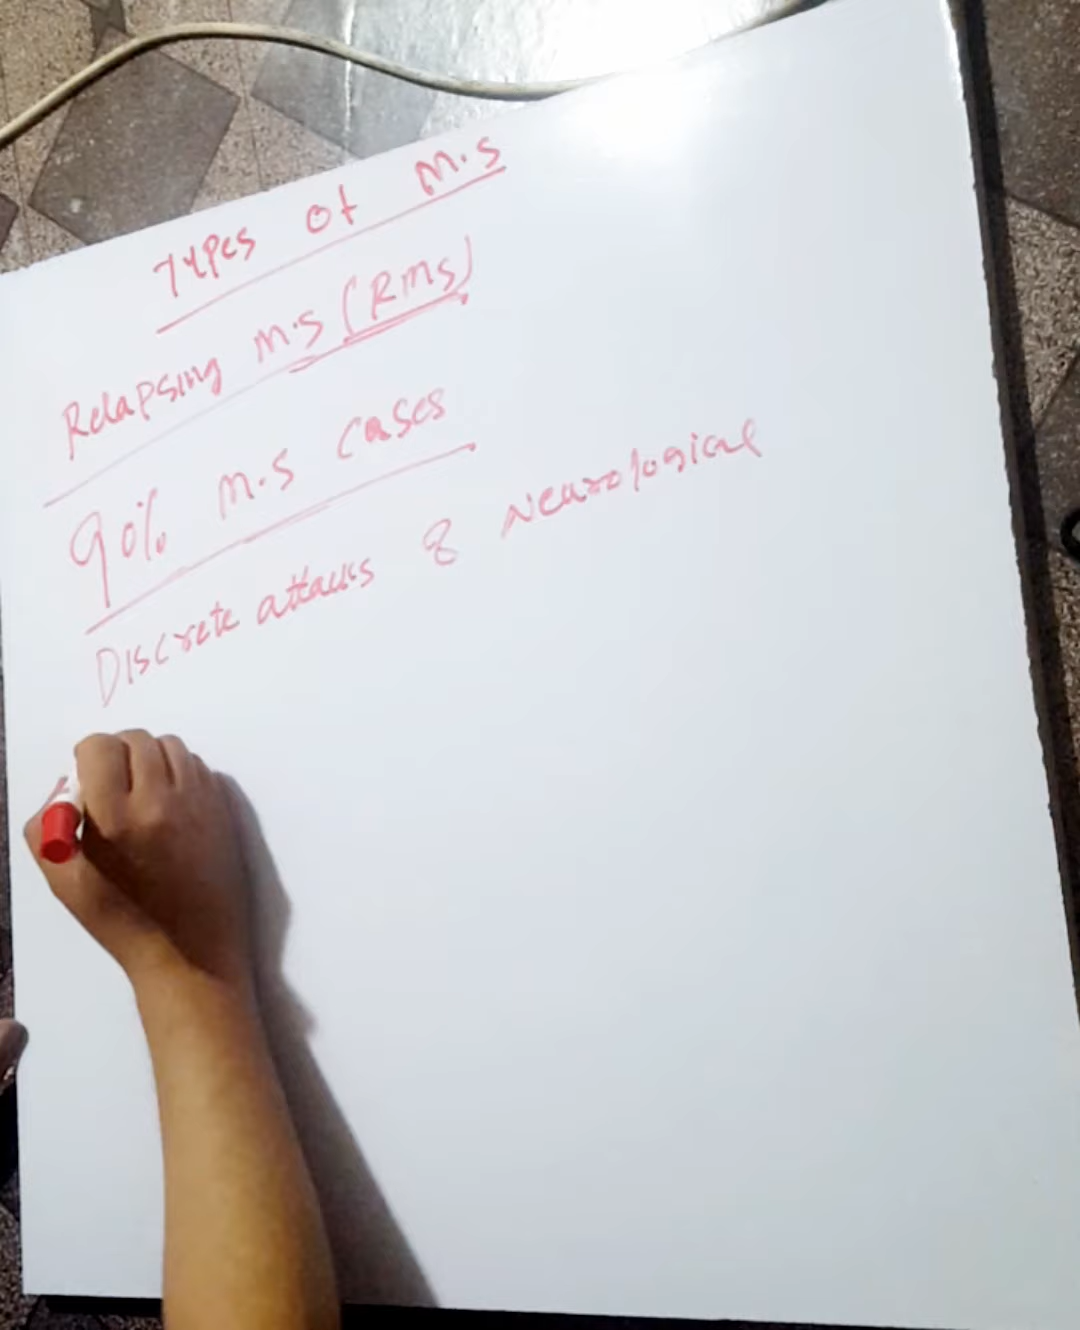 Types of M.S
Relapsing M.S (RMS)
90% M.S cases
Discrete attacks & Neurological